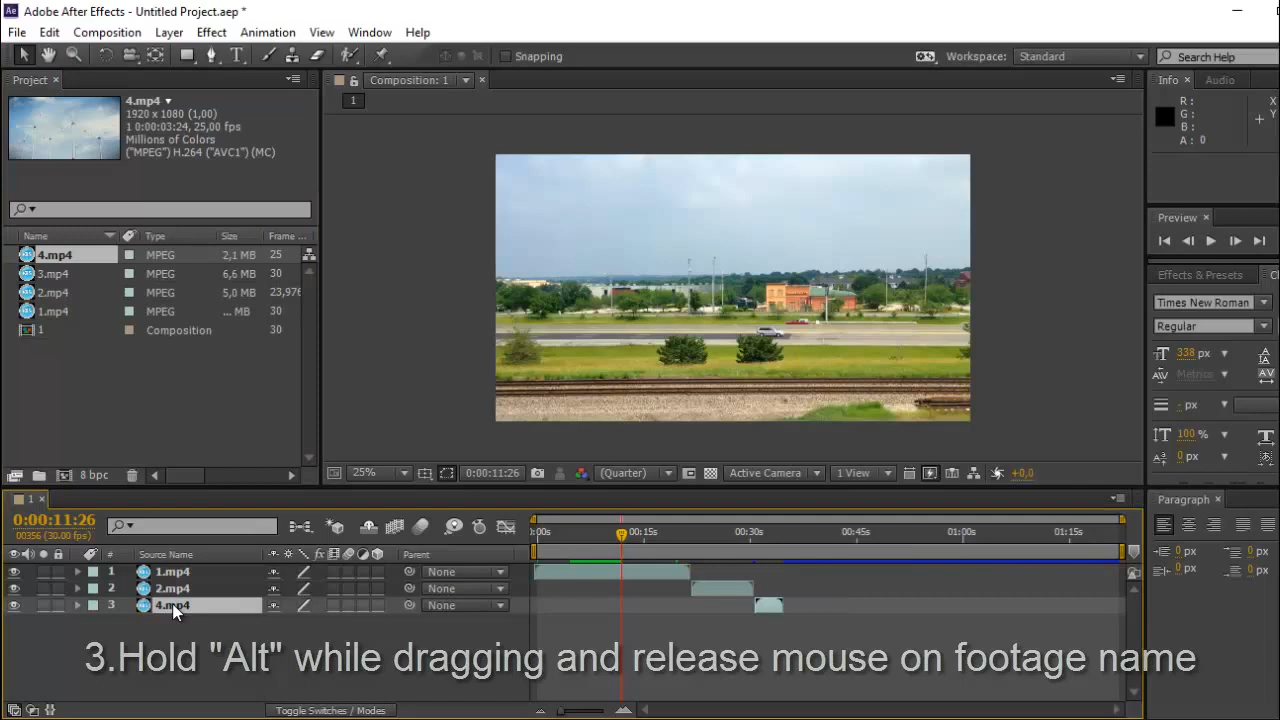 Ae Adobe After Effects - Untitled Project.aep *
File Edit Composition Layer Effect Animation View Window Help
Snapping
Workspace: Standard
Search Help
Project ×
4.mp4
1920 x 1080 (1,00)
1 0:00:03:24, 25,00 fps
Millions of Colors
("MPEG") H.264 ("AVC1") (MC)
Name Type Size Frame ...
4.mp4 MPEG 2,1 MB 25
3.mp4 MPEG 6,6 MB 30
2.mp4 MPEG 5,0 MB 23,976
1.mp4 MPEG ... MB 30
1 Composition 30
8 bpc
Composition: 1
1
25%
0:00:11:26
(Quarter)
Active Camera
1 View
+0,0
Info × Audio
R :
G :
B :
A : 0
X
Y
Preview ×
Effects & Presets
Times New Roman
Regular
338 px
Metrics
- px
100 %
0 px
Paragraph ×
0 px
0 px
0 px
0 px
1 ×
0:00:11:26
00356 (30.00 fps)
# Source Name
fx
Parent
1 1.mp4 None
2 2.mp4 None
3 4.mp4 None
:00s 00:15s 00:30s 00:45s 01:00s 01:15s
3.Hold "Alt" while dragging and release mouse on footage name
Toggle Switches / Modes